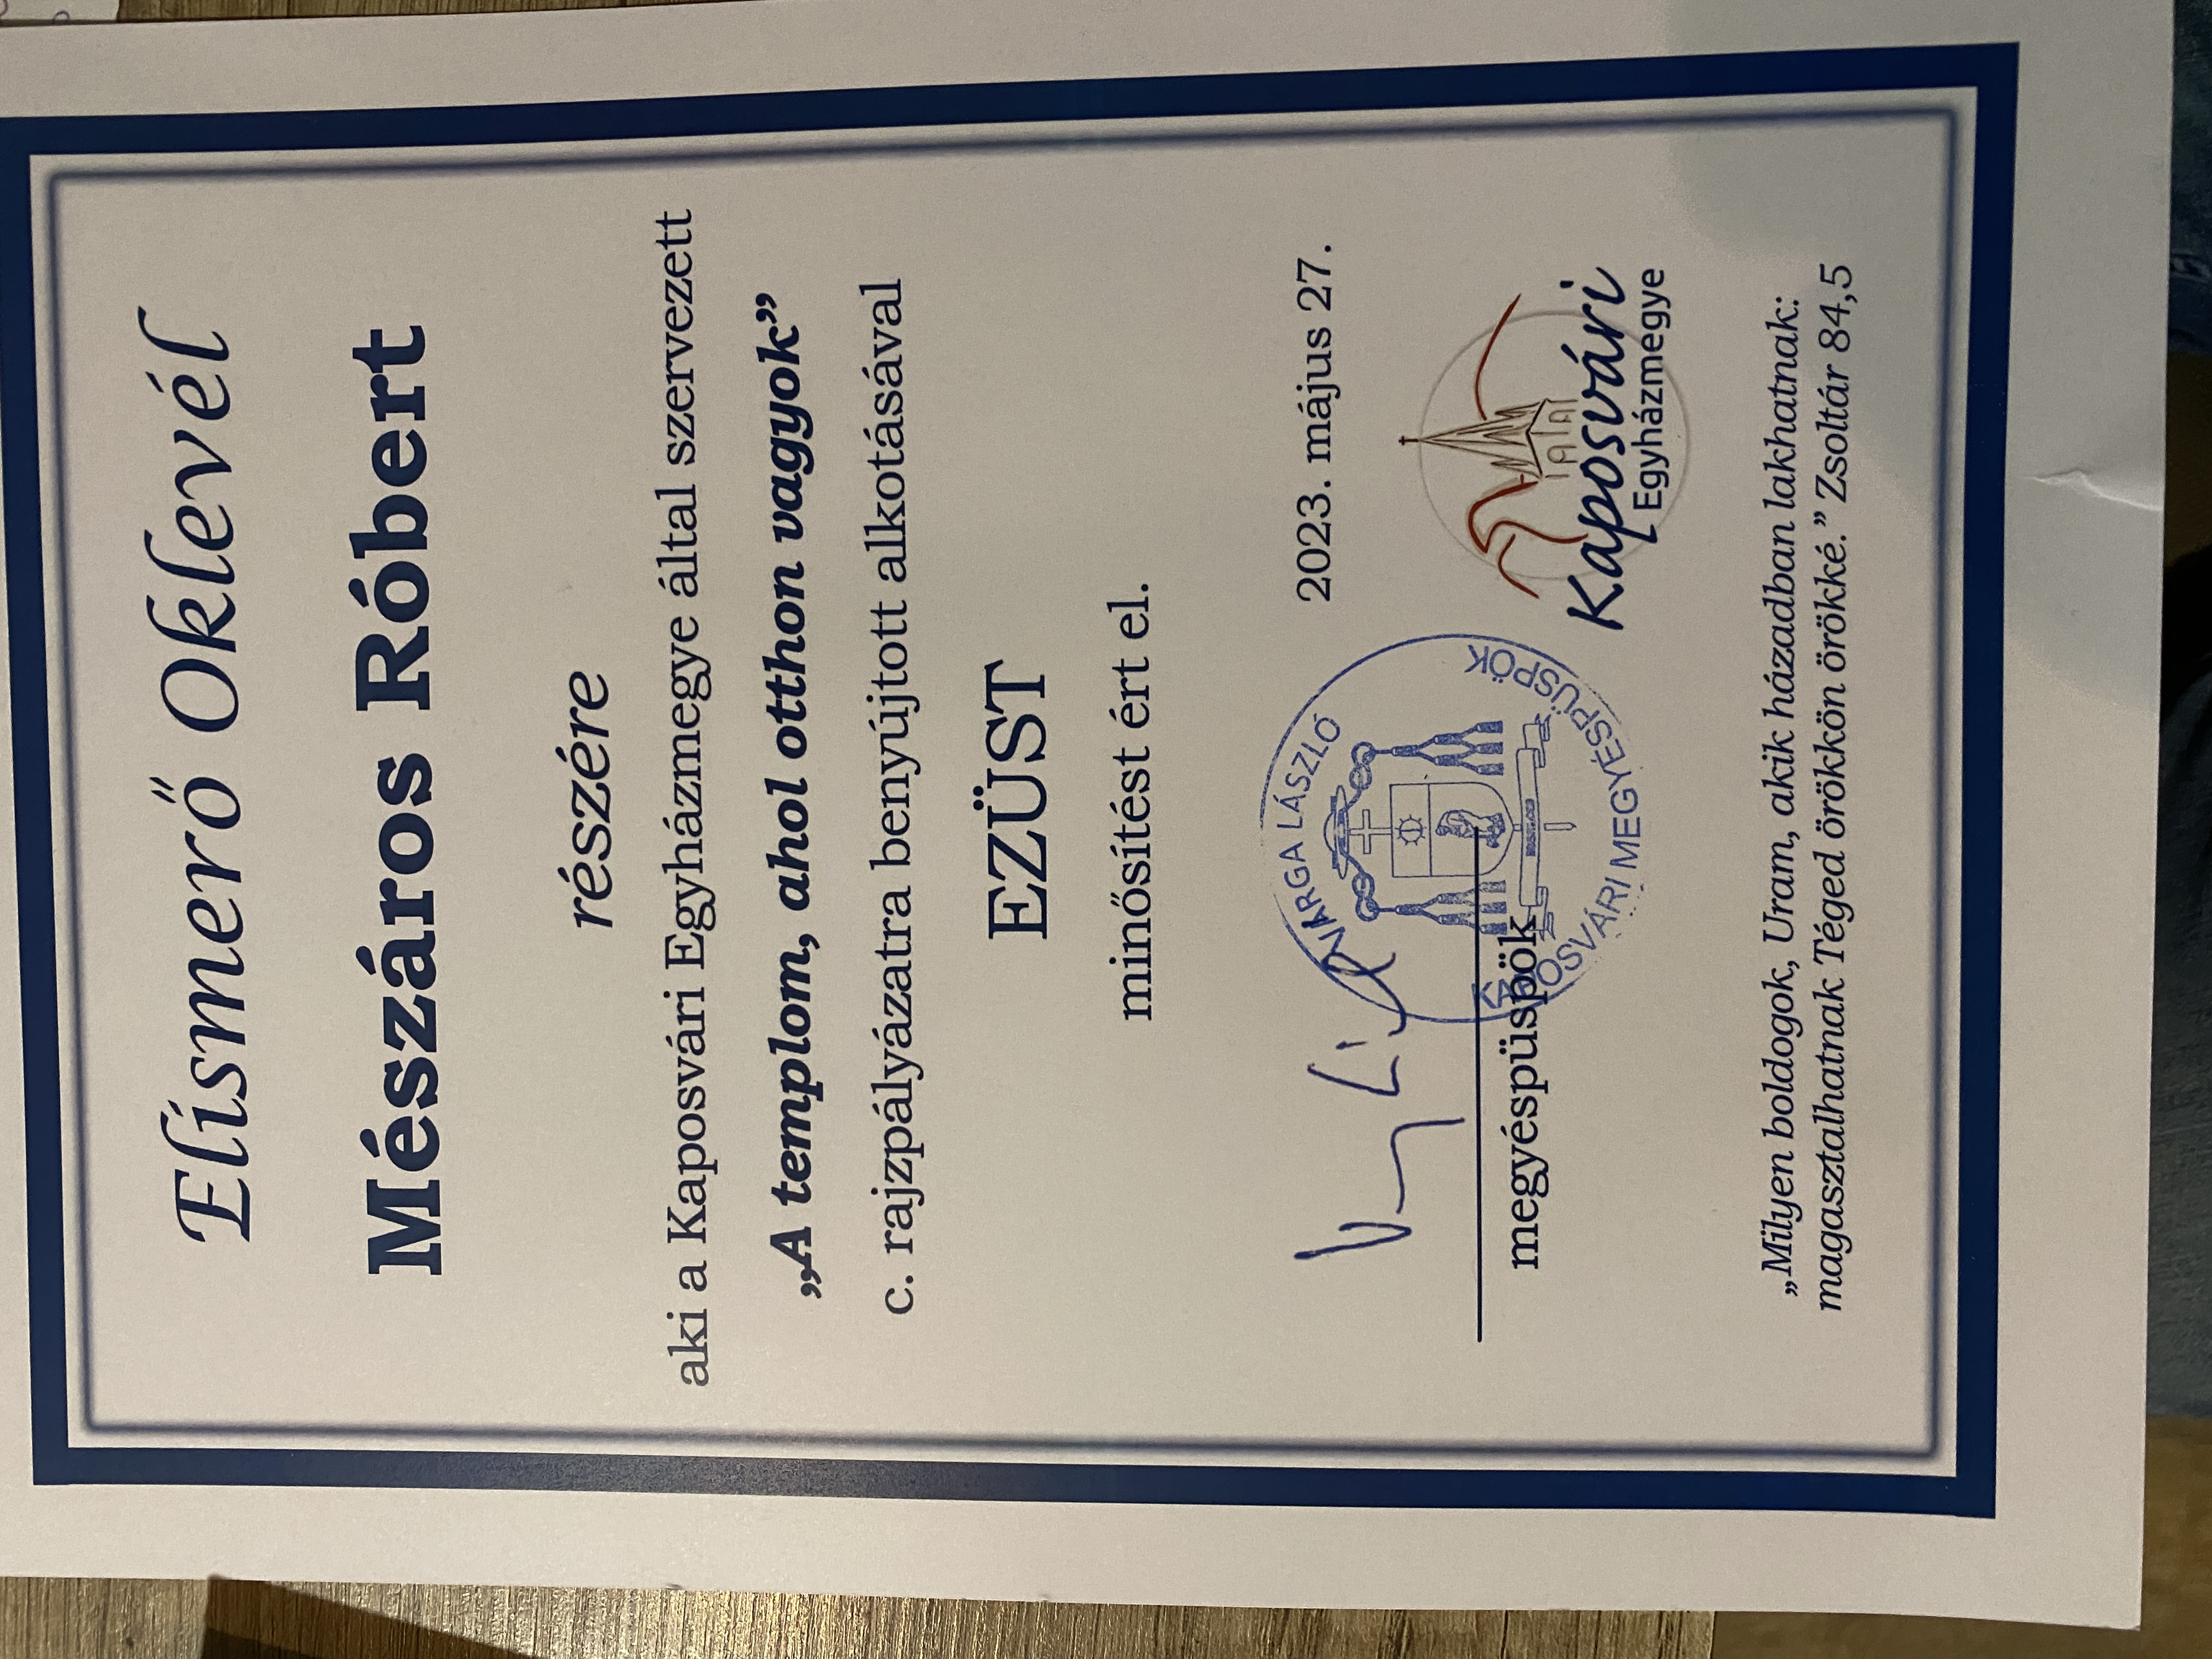 Elismerő Oklevél
Mészáros Róbert
részére
aki a Kaposvári Egyházmegye által szervezett
„A templom, ahol otthon vagyok”
c. rajzpályázatra benyújtott alkotásával
EZÜST
minősítést ért el.
2023. május 27.
VARGA LÁSZLÓ
KAPOSVÁRI MEGYÉSPÜSPÖK
megyéspüspök
Kaposvári
Egyházmegye
„Milyen boldogok, Uram, akik házadban lakhatnak:
magasztalhatnak Téged örökkön örökké.” Zsoltár 84,5